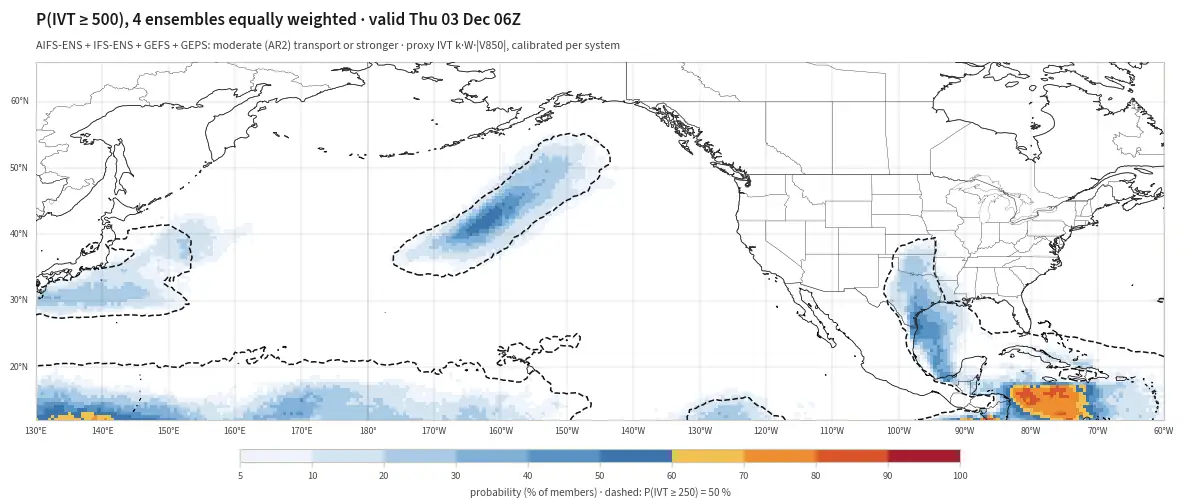 P(IVT ≥ 500), 4 ensembles equally weighted · valid Thu 03 Dec 06Z
AIFS-ENS + IFS-ENS + GEFS + GEPS: moderate (AR2) transport or stronger · proxy IVT k·W·|V850|, calibrated per system
60°N
50°N
40°N
30°N
20°N
130°E 140°E 150°E 160°E 170°E 180° 170°W 160°W 150°W 140°W 130°W 120°W 110°W 100°W 90°W 80°W 70°W 60°W
5 10 20 30 40 50 60 70 80 90 100
probability (% of members) · dashed: P(IVT ≥ 250) = 50 %